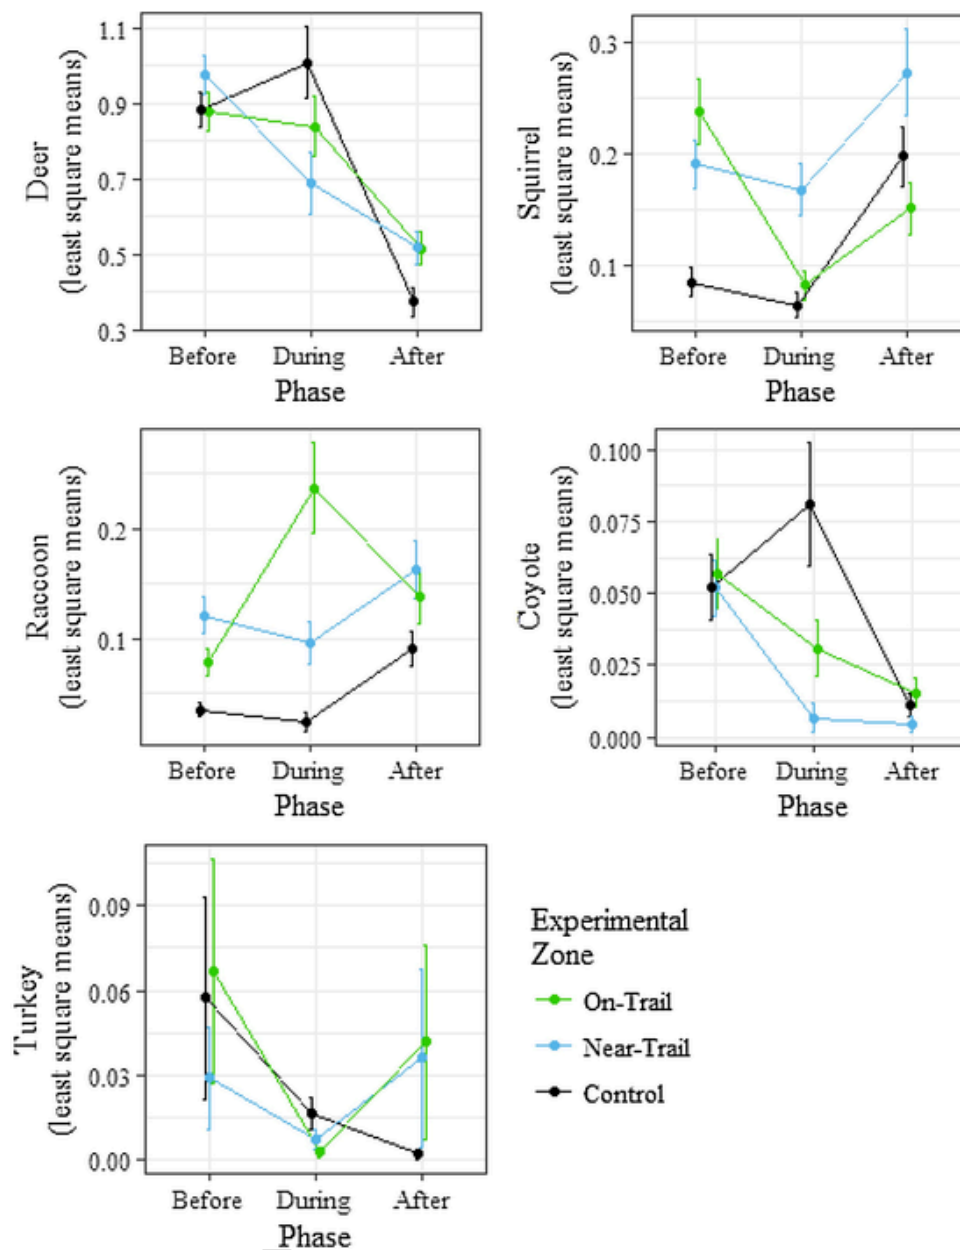 Deer
(least square means)
1.1
0.9
0.7
0.5
0.3
Before During After
Phase
Squirrel
(least square means)
0.3
0.2
0.1
Before During After
Phase
Raccoon
(least square means)
0.2
0.1
Before During After
Phase
Coyote
(least square means)
0.100
0.075
0.050
0.025
0.000
Before During After
Phase
Turkey
(least square means)
0.09
0.06
0.03
0.00
Before During After
Phase
Experimental
Zone
On-Trail
Near-Trail
Control